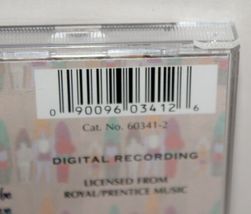 0 90096 03412 6
Cat. No. 60341-2
DIGITAL RECORDING
LICENSED FROM
ROYAL/PRENTICE MUSIC